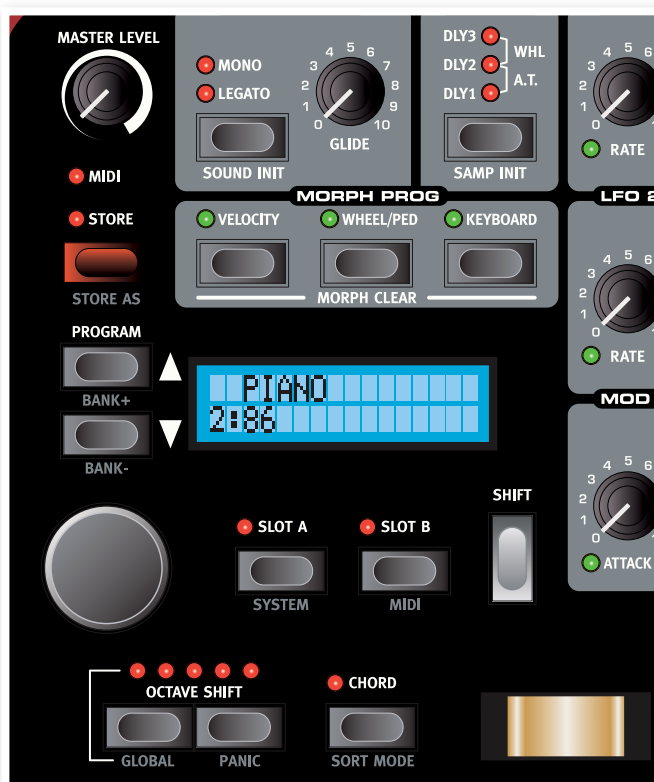 MASTER LEVEL
MIDI
STORE
STORE AS
MONO
LEGATO
SOUND INIT
0 1 2 3 4 5 6 7 8 9 10
GLIDE
DLY3
DLY2
DLY1
WHL
A.T.
SAMP INIT
0 1 2 3 4 5 6
RATE
MORPH PROG
VELOCITY
WHEEL/PED
KEYBOARD
MORPH CLEAR
LFO 2
0 1 2 3 4 5 6
RATE
PROGRAM
BANK+
BANK-
PIANO
2:86
MOD
0 1 2 3 4 5 6
ATTACK
SLOT A
SYSTEM
SLOT B
MIDI
SHIFT
OCTAVE SHIFT
GLOBAL
PANIC
CHORD
SORT MODE